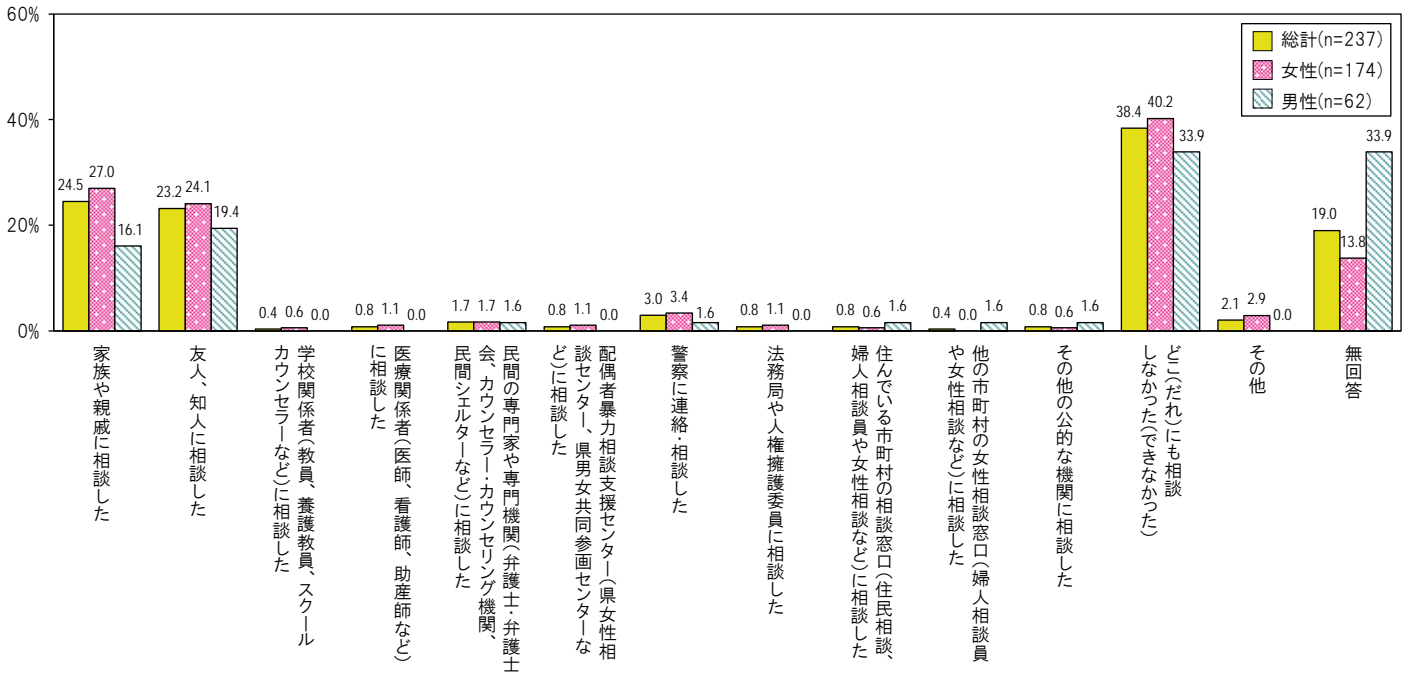 60%
40%
20%
0%
総計(n=237)
女性(n=174)
男性(n=62)
24.5
27.0
16.1
23.2
24.1
19.4
0.4
0.6
0.0
0.8
1.1
0.0
1.7
1.7
1.6
0.8
1.1
0.0
3.0
3.4
1.6
0.8
1.1
0.0
0.8
0.6
1.6
0.4
0.0
1.6
0.8
0.6
1.6
38.4
40.2
33.9
2.1
2.9
0.0
19.0
13.8
33.9
家族や親戚に相談した
友人、知人に相談した
学校関係者(教員、養護教員、スクール
カウンセラーなど)に相談した
医療関係者(医師、看護師、助産師など)
に相談した
民間の専門家や専門機関(弁護士・弁護士
会、カウンセラー・カウンセリング機関、
民間シェルターなど)に相談した
配偶者暴力相談支援センター(県女性相
談センター、県男女共同参画センターな
ど)に相談した
警察に連絡・相談した
法務局や人権擁護委員に相談した
住んでいる市町村の相談窓口(住民相談、
婦人相談員や女性相談など)に相談した
他の市町村の女性相談窓口(婦人相談員
や女性相談など)に相談した
その他の公的な機関に相談した
どこ(だれ)にも相談
しなかった(できなかった)
その他
無回答